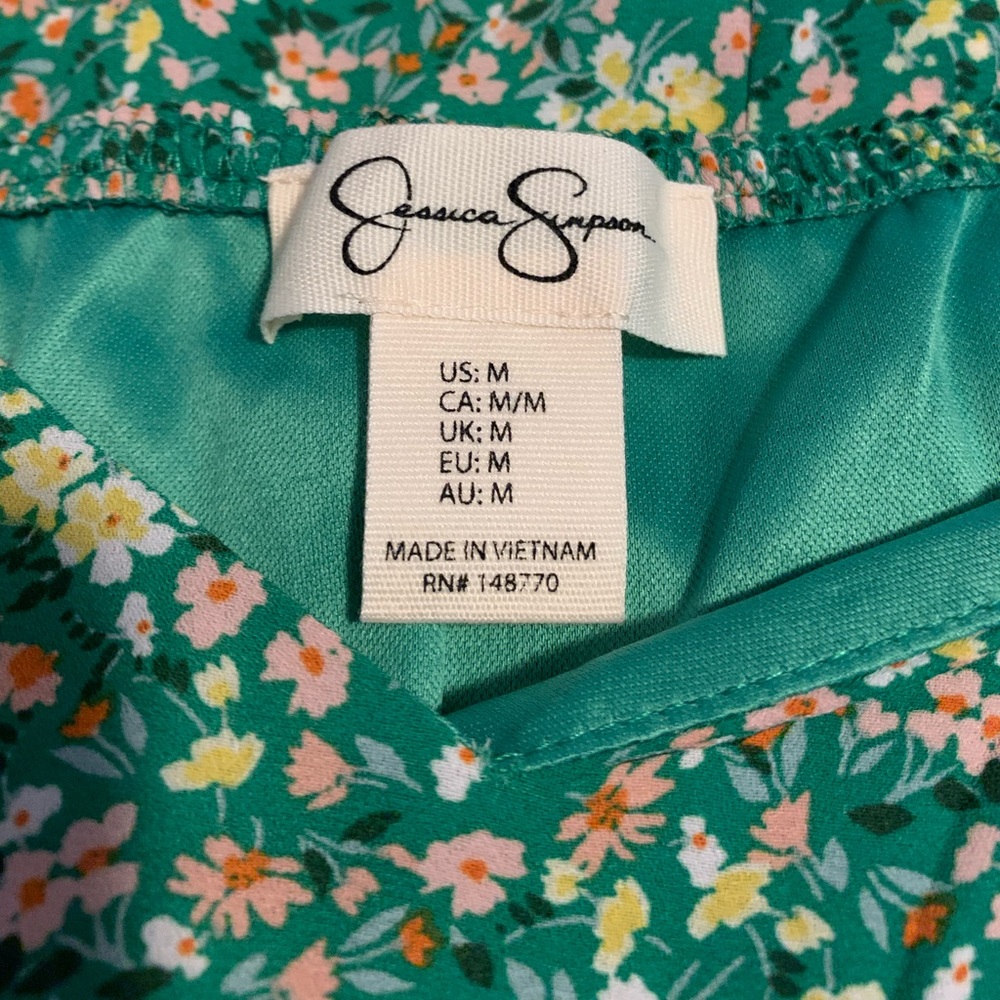 Jessica Simpson
US: M
CA: M/M
UK: M
EU: M
AU: M
MADE IN VIETNAM
RN# 148770